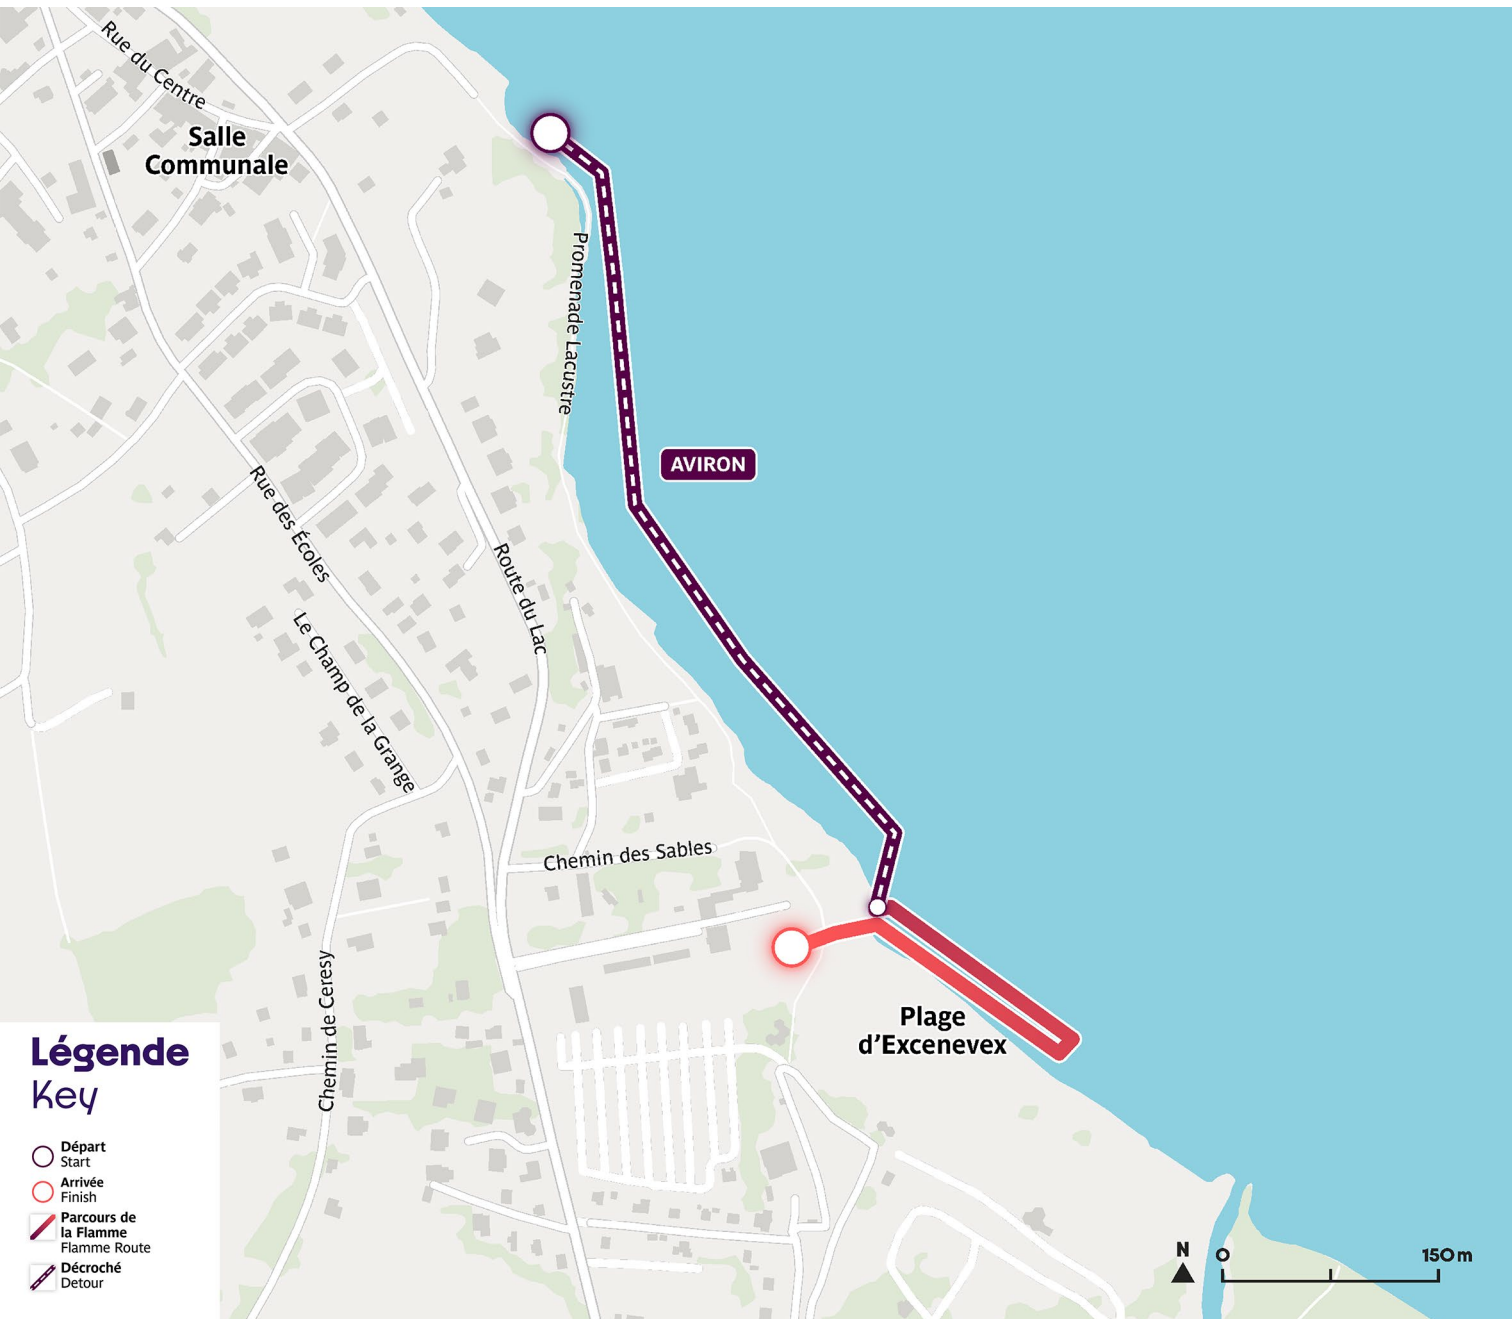 Rue du Centre
Salle
Communale
Promenade Lacustre
AVIRON
Rue des Écoles
Route du Lac
Le Champ de la Grange
Chemin des Sables
Chemin de Ceresy
Plage
d'Excenevex
Légende
Key
Départ
Start
Arrivée
Finish
Parcours de
la Flamme
Flamme Route
Décroché
Detour
N
0
150 m